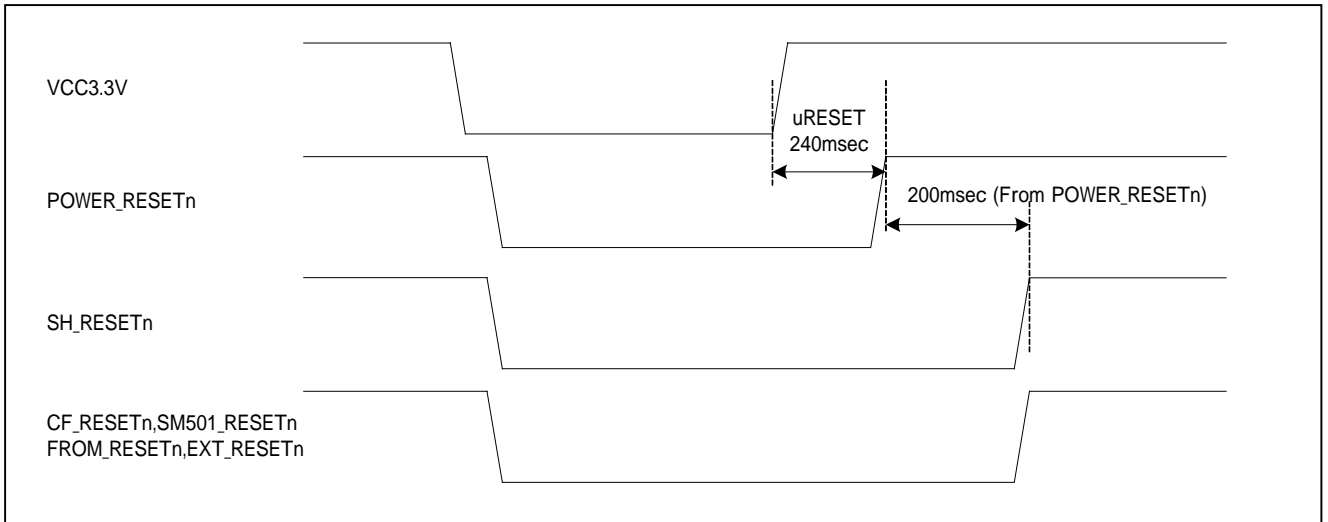 VCC3.3V
uRESET
240msec
POWER_RESETn
200msec (From POWER_RESETn)
SH_RESETn
CF_RESETn,SM501_RESETn
FROM_RESETn,EXT_RESETn